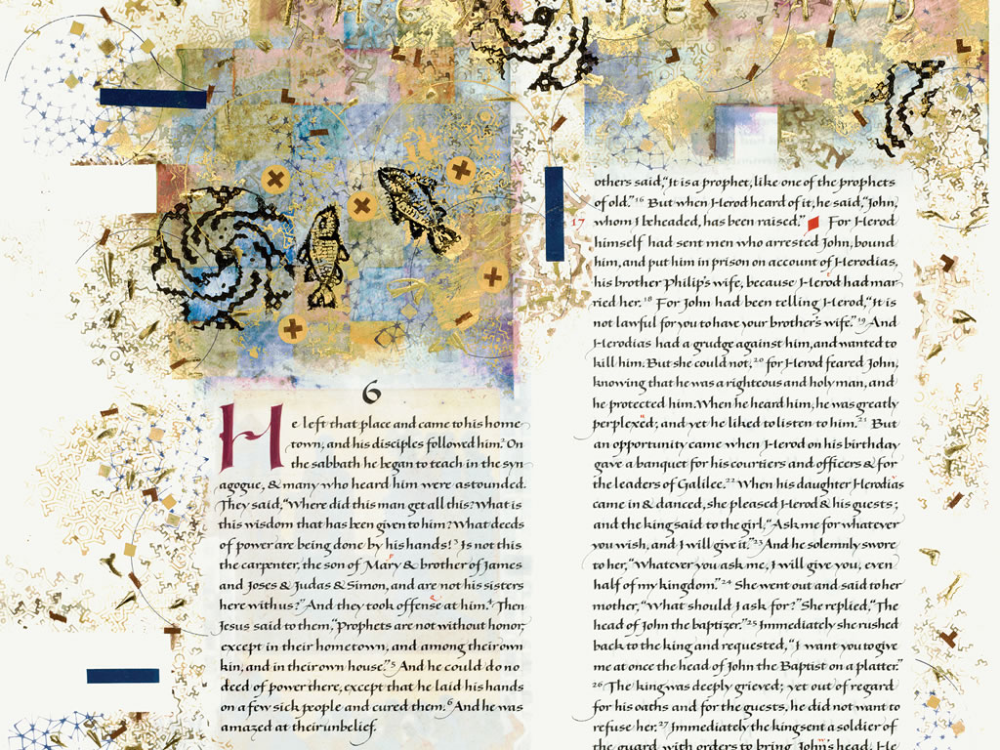 6
He left that place and came to his home-
town, and his disciples followed him. ² On
the sabbath he began to teach in the syn
agogue, & many who heard him were astounded.
They said, "Where did this man get all this? What is
this wisdom that has been given to him? What deeds
of power are being done by his hands! ³ Is not this
the carpenter, the son of Mary & brother of James
and Joses & Judas & Simon, and are not his sisters
here with us?" And they took offense at him. ⁴ Then
Jesus said to them, "Prophets are not without honor,
except in their hometown, and among their own
kin, and in their own house." ⁵ And he could do no
deed of power there, except that he laid his hands
on a few sick people and cured them. ⁶ And he was
amazed at their unbelief.
others said, "It is a prophet, like one of the prophets
of old." ¹⁶ But when Herod heard of it, he said, "John,
17 whom I beheaded, has been raised." For Herod
himself had sent men who arrested John, bound
him, and put him in prison on account of Herodias,
his brother Philip's wife, because Herod had mar
ried her. ¹⁸ For John had been telling Herod, "It is
not lawful for you to have your brother's wife." ¹⁹ And
Herodias had a grudge against him, and wanted to
kill him. But she could not, ²⁰ for Herod feared John,
knowing that he was a righteous and holy man, and
he protected him. When he heard him, he was greatly
perplexed; and yet he liked to listen to him. ²¹ But
an opportunity came when Herod on his birthday
gave a banquet for his courtiers and officers & for
the leaders of Galilee. ²² When his daughter Herodias
came in & danced, she pleased Herod & his guests;
and the king said to the girl, "Ask me for whatever
you wish, and I will give it." ²³ And he solemnly swore
to her, "Whatever you ask me, I will give you, even
half of my kingdom." ²⁴ She went out and said to her
mother, "What should I ask for?" She replied, "The
head of John the baptizer." ²⁵ Immediately she rushed
back to the king and requested, "I want you to give
me at once the head of John the Baptist on a platter."
²⁶ The king was deeply grieved; yet out of regard
for his oaths and for the guests, he did not want to
refuse her. ²⁷ Immediately the king sent a soldier of
the guard with orders to bring John's head. He